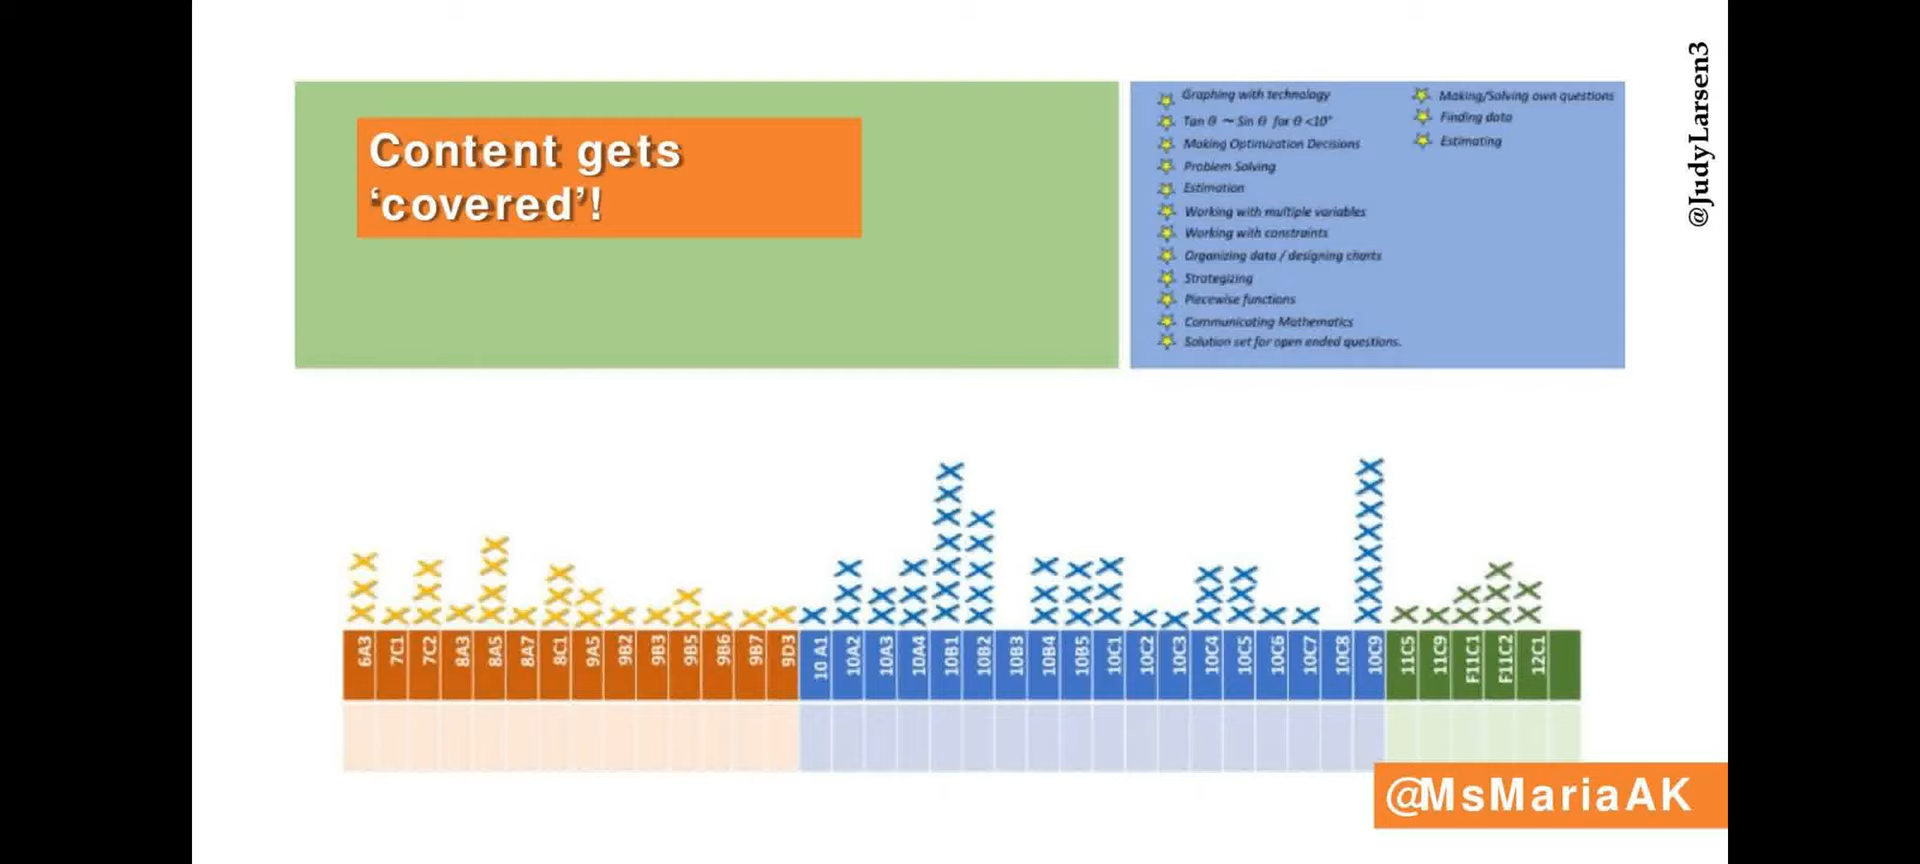 Content gets
‘covered’!
Graphing with technology
Tan θ ~ Sin θ for θ <10°
Making Optimization Decisions
Problem Solving
Estimation
Working with multiple variables
Working with constraints
Organizing data / designing charts
Strategizing
Piecewise functions
Communicating Mathematics
Solution set for open ended questions.
Making/Solving own questions
Finding data
Estimating
@JudyLarsen3
6A3
7C1
7C2
8A3
8A5
8A7
8C1
9A5
9B2
9B3
9B5
9B6
9B7
9D3
10 A1
10A2
10A3
10A4
10B1
10B2
10B3
10B4
10B5
10C1
10C2
10C3
10C4
10C5
10C6
10C7
10C8
10C9
11C5
11C9
F11C1
F11C2
12C1
@MsMariaAK